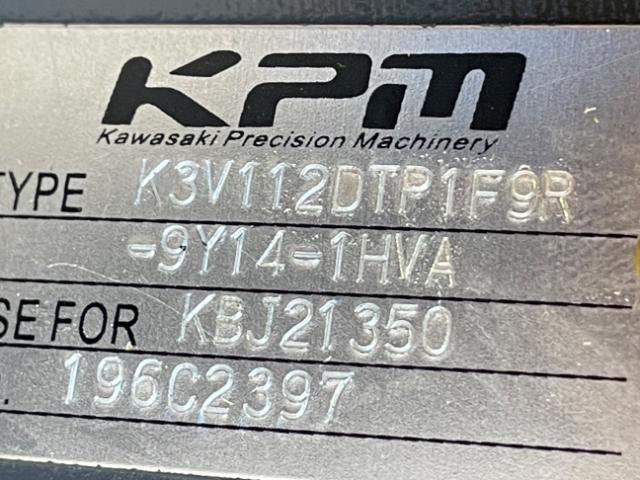 KPM
Kawasaki Precision Machinery
TYPE K3V112DTP1F9R
-9Y14-1HVA
SE FOR KBJ21350
. 196C2397